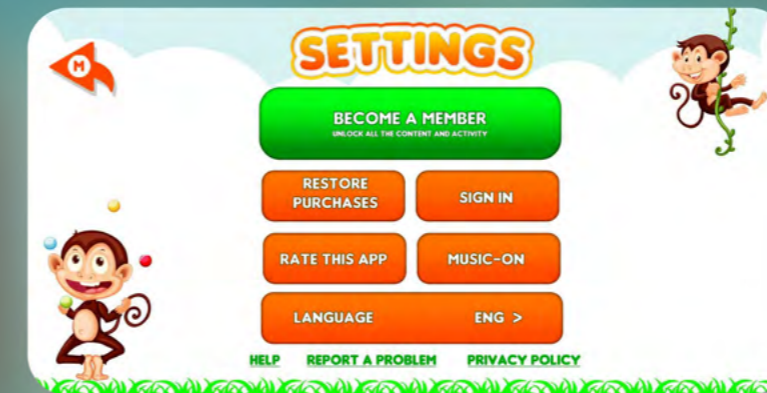 M
SETTINGS
BECOME A MEMBER
UNLOCK ALL THE CONTENT AND ACTIVITY
RESTORE
PURCHASES
SIGN IN
RATE THIS APP
MUSIC-ON
LANGUAGE ENG >
HELP REPORT A PROBLEM PRIVACY POLICY